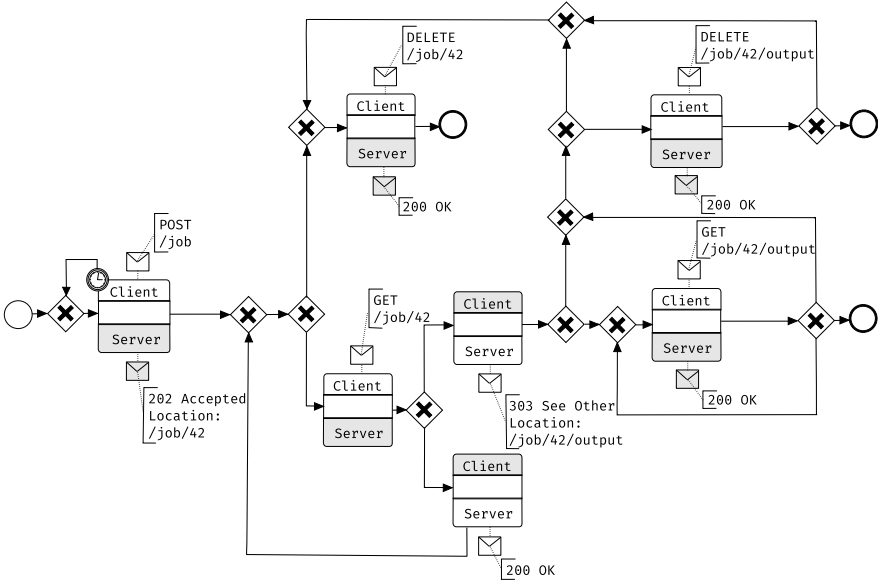 DELETE
/job/42
Client
Server
200 OK
DELETE
/job/42/output
Client
Server
200 OK
POST
/job
Client
Server
202 Accepted
Location:
/job/42
GET
/job/42
Client
Server
Client
Server
303 See Other
Location:
/job/42/output
GET
/job/42/output
Client
Server
200 OK
Client
Server
200 OK